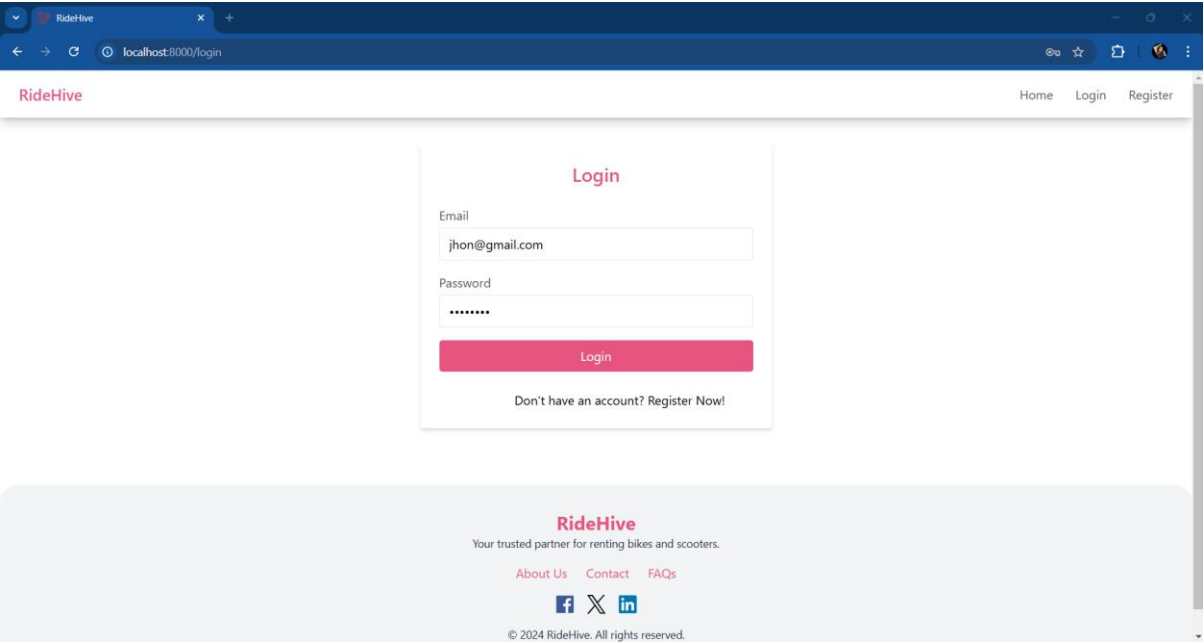 RideHive
localhost:8000/login
RideHive
Home Login Register
Login
Email
jhon@gmail.com
Password
••••••••
Login
Don't have an account? Register Now!
RideHive
Your trusted partner for renting bikes and scooters.
About Us Contact FAQs
© 2024 RideHive. All rights reserved.